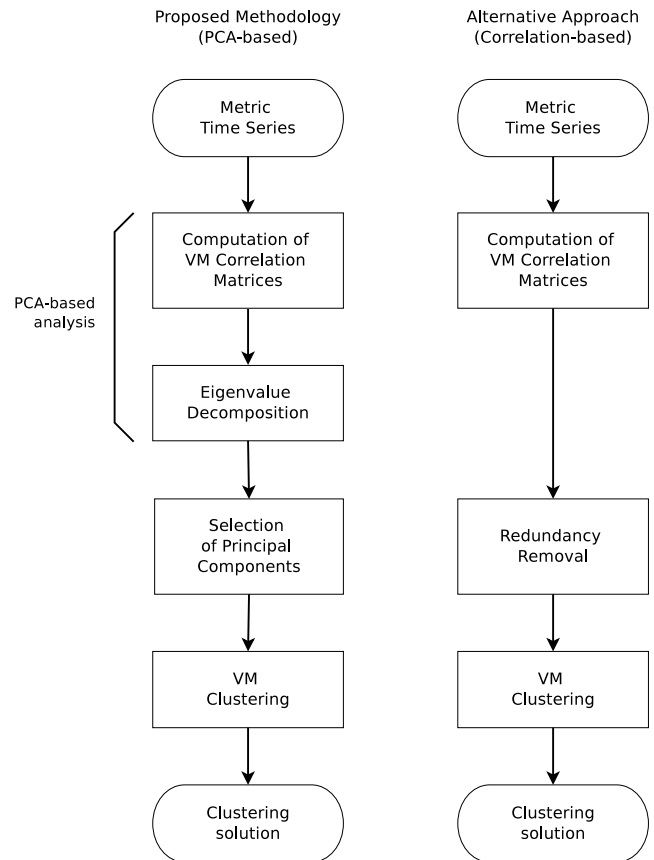 Proposed Methodology
(PCA-based)
Alternative Approach
(Correlation-based)
Metric
Time Series
Metric
Time Series
Computation of
VM Correlation
Matrices
Computation of
VM Correlation
Matrices
PCA-based
analysis
Eigenvalue
Decomposition
Selection
of Principal
Components
Redundancy
Removal
VM
Clustering
VM
Clustering
Clustering
solution
Clustering
solution